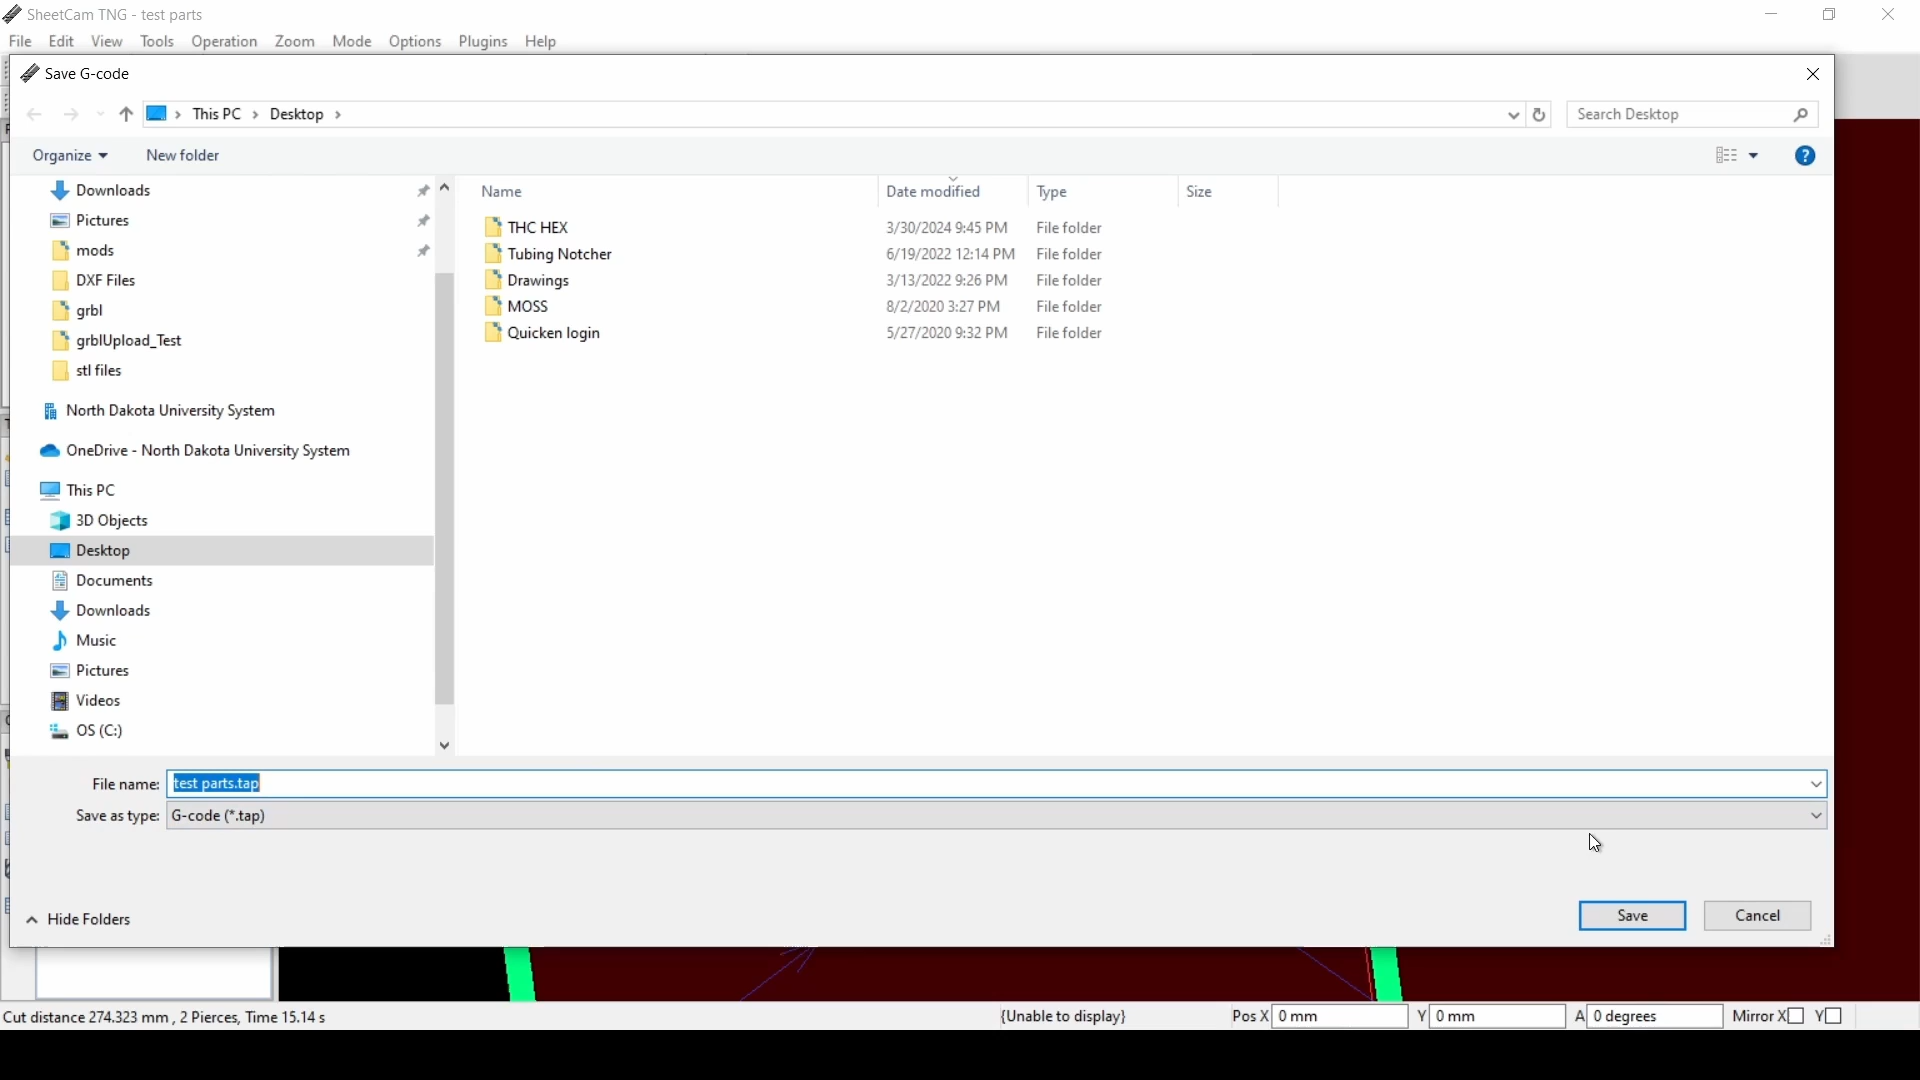 SheetCam TNG - test parts
File Edit View Tools Operation Zoom Mode Options Plugins Help
Save G-code
This PC > Desktop >
Search Desktop
Organize New folder
Downloads
Pictures
mods
DXF Files
grbl
grblUpload_Test
stl files
North Dakota University System
OneDrive - North Dakota University System
This PC
3D Objects
Desktop
Documents
Downloads
Music
Pictures
Videos
OS (C:)
Name Date modified Type Size
THC HEX 3/30/2024 9:45 PM File folder
Tubing Notcher 6/19/2022 12:14 PM File folder
Drawings 3/13/2022 9:26 PM File folder
MOSS 8/2/2020 3:27 PM File folder
Quicken login 5/27/2020 9:32 PM File folder
File name: test parts.tap
Save as type: G-code (*.tap)
Hide Folders
Save Cancel
Cut distance 274.323 mm , 2 Pierces, Time 15.14 s {Unable to display} Pos X 0 mm Y 0 mm A 0 degrees Mirror X Y